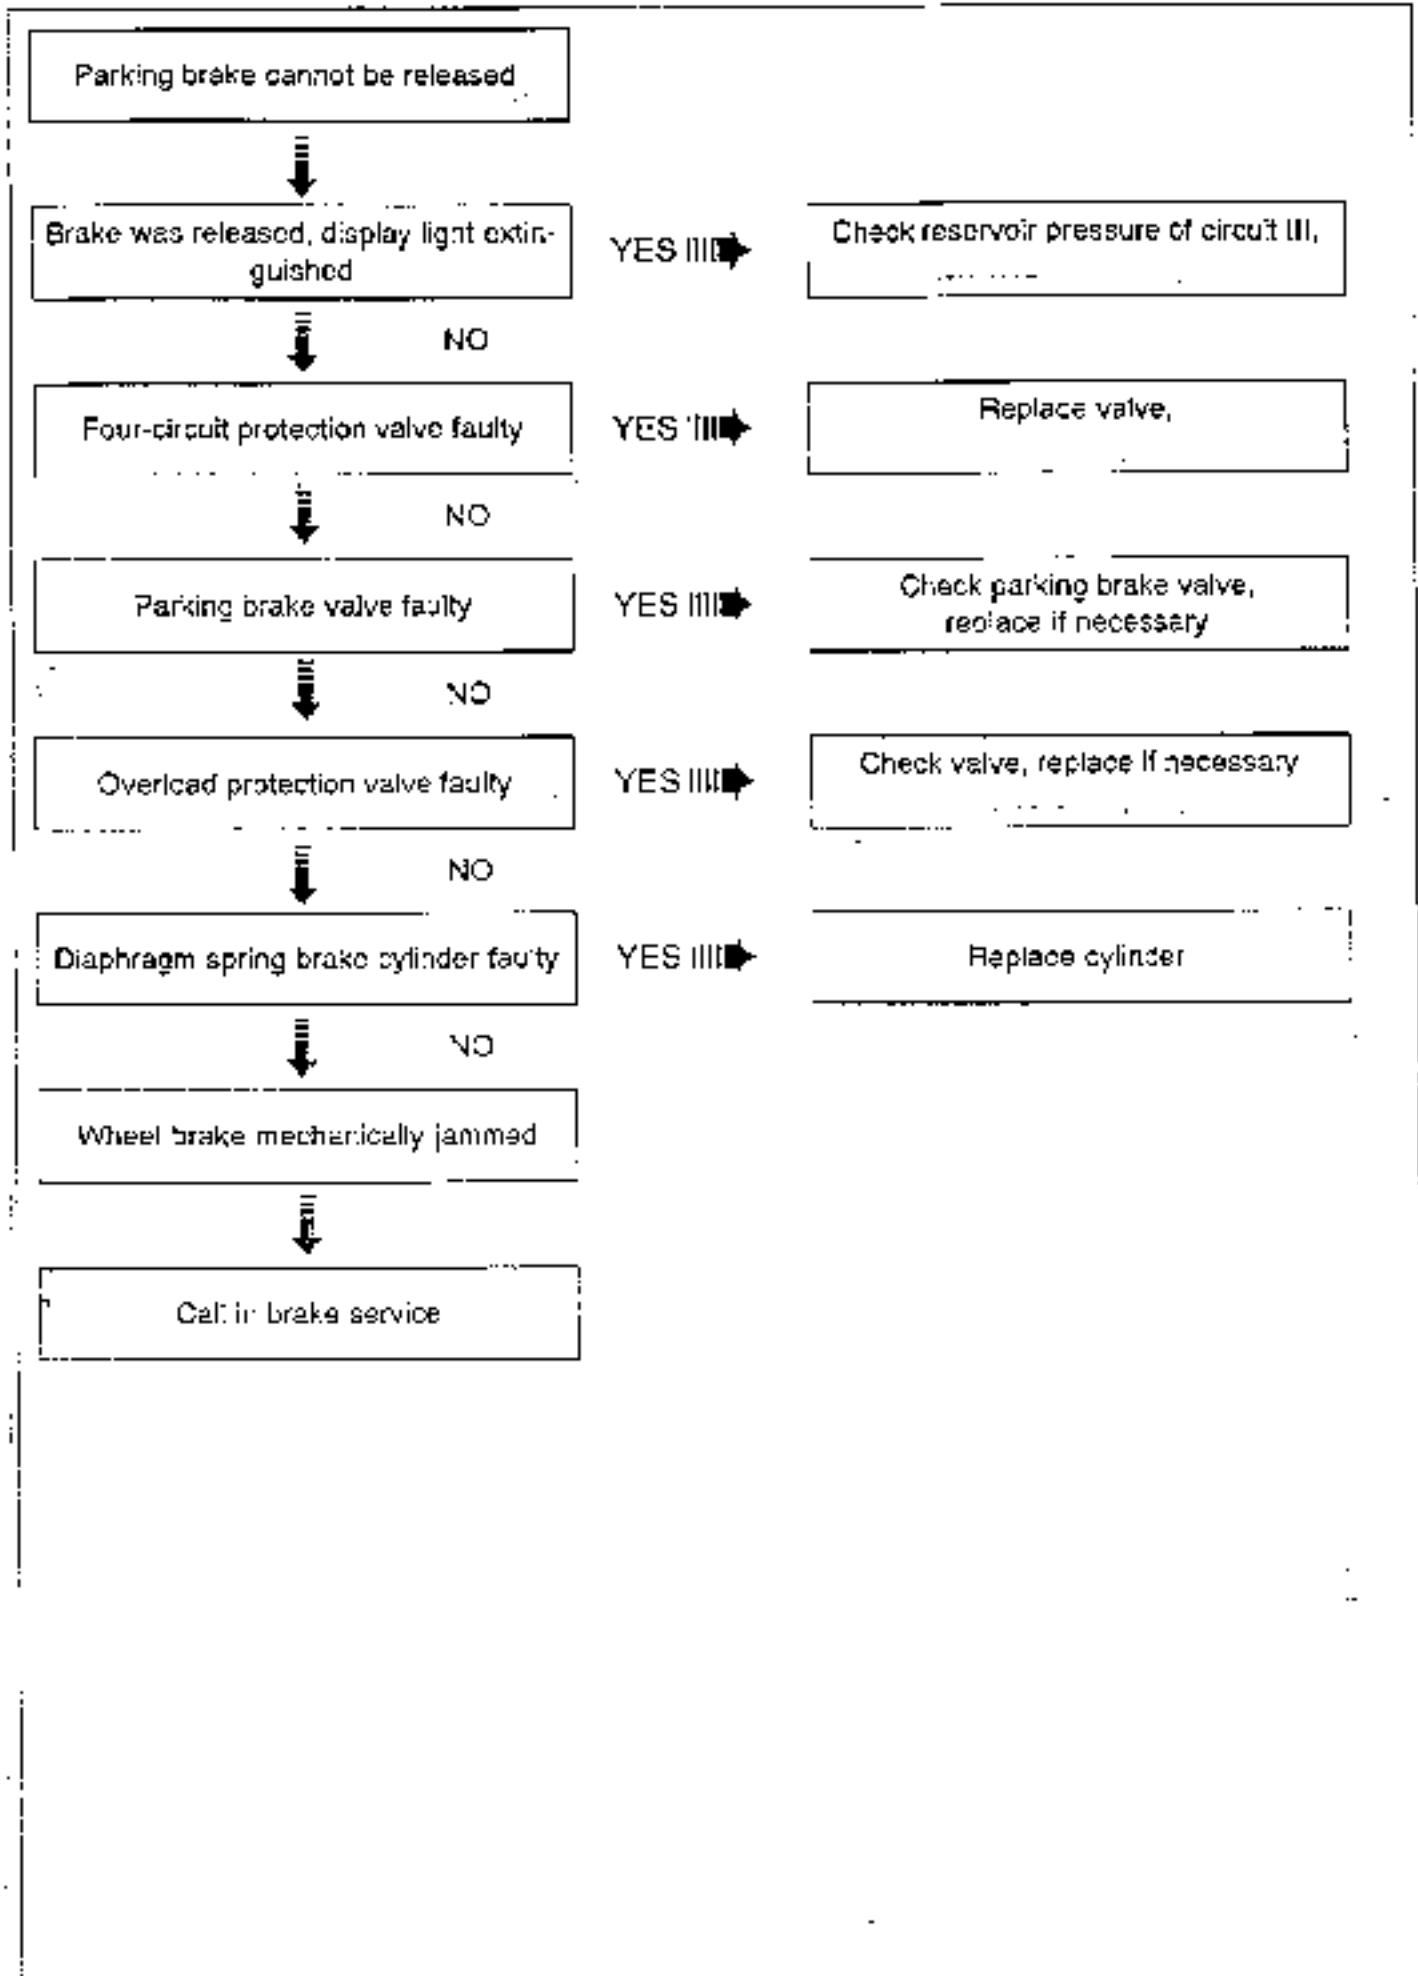 Parking brake cannot be released
Brake was released, display light extin-
guished
YES
Check reservoir pressure of circuit III,
NO
Four-circuit protection valve faulty
YES
Replace valve,
NO
Parking brake valve faulty
YES
Check parking brake valve,
replace if necessary
NO
Overload protection valve faulty
YES
Check valve, replace if necessary
NO
Diaphragm spring brake cylinder faulty
YES
Replace cylinder
NO
Wheel brake mechanically jammed
Call in brake service